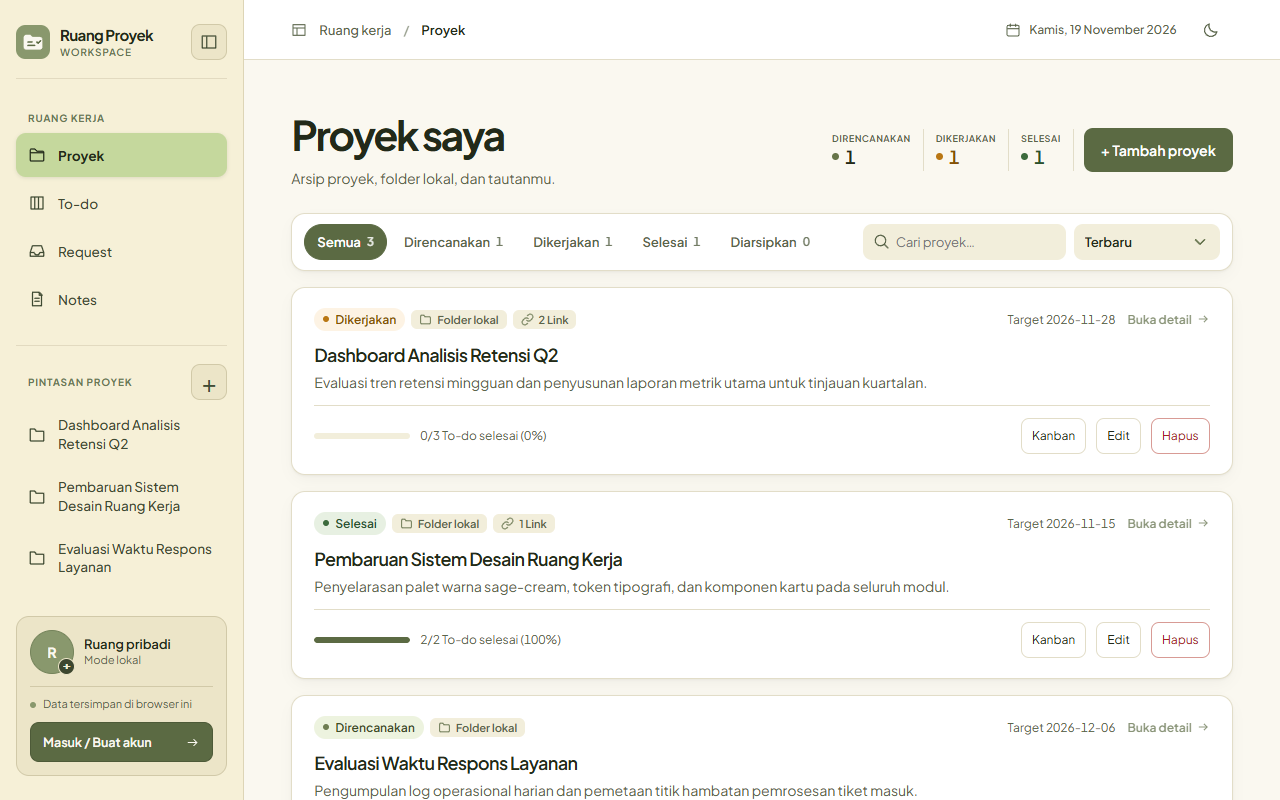 Ruang Proyek
WORKSPACE
RUANG KERJA
Proyek
To-do
Request
Notes
PINTASAN PROYEK
+
Dashboard Analisis
Retensi Q2
Pembaruan Sistem
Desain Ruang Kerja
Evaluasi Waktu Respons
Layanan
R
+
Ruang pribadi
Mode lokal
Data tersimpan di browser ini
Masuk / Buat akun →
Ruang kerja / Proyek
Kamis, 19 November 2026
Proyek saya
Arsip proyek, folder lokal, dan tautanmu.
DIRENCANAKAN
1
DIKERJAKAN
1
SELESAI
1
+ Tambah proyek
Semua 3 Direncanakan 1 Dikerjakan 1 Selesai 1 Diarsipkan 0
Cari proyek...
Terbaru
Dikerjakan Folder lokal 2 Link Target 2026-11-28 Buka detail →
Dashboard Analisis Retensi Q2
Evaluasi tren retensi mingguan dan penyusunan laporan metrik utama untuk tinjauan kuartalan.
0/3 To-do selesai (0%) Kanban Edit Hapus
Selesai Folder lokal 1 Link Target 2026-11-15 Buka detail →
Pembaruan Sistem Desain Ruang Kerja
Penyelarasan palet warna sage-cream, token tipografi, dan komponen kartu pada seluruh modul.
2/2 To-do selesai (100%) Kanban Edit Hapus
Direncanakan Folder lokal Target 2026-12-06 Buka detail →
Evaluasi Waktu Respons Layanan
Pengumpulan log operasional harian dan pemetaan titik hambatan pemrosesan tiket masuk.